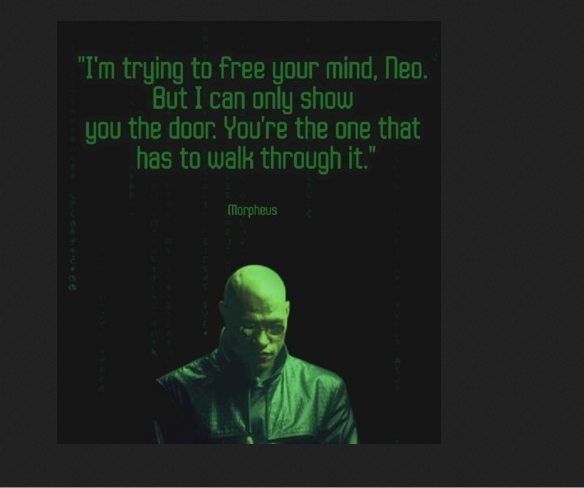 "I'm trying to free your mind, Neo.
But I can only show
you the door. You're the one that
has to walk through it."
Morpheus